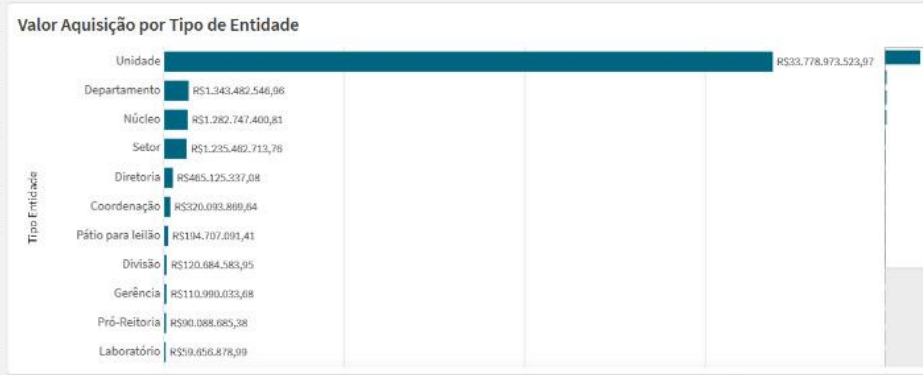 Valor Aquisição por Tipo de Entidade
Tipo Entidade
Unidade R$33.778.973.523,97
Departamento R$1.343.482.546,96
Núcleo R$1.282.747.400,81
Setor R$1.235.462.713,76
Diretoria R$465.125.337,08
Coordenação R$320.093.869,64
Pátio para leilão R$194.707.091,41
Divisão R$120.684.583,95
Gerência R$110.990.033,68
Pró-Reitoria R$90.088.685,38
Laboratório R$59.656.878,99